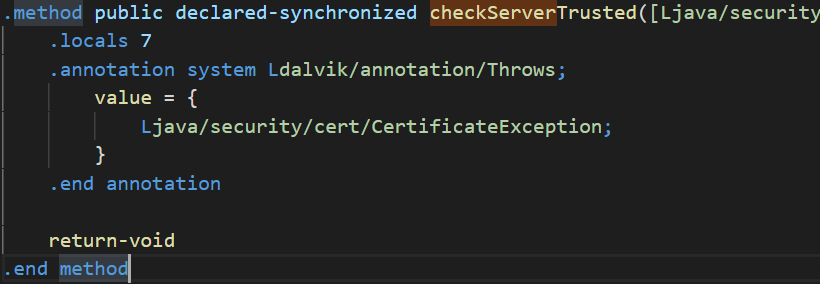 .method public declared-synchronized checkServerTrusted([Ljava/security
.locals 7
.annotation system Ldalvik/annotation/Throws;
value = {
Ljava/security/cert/CertificateException;
}
.end annotation
return-void
.end method